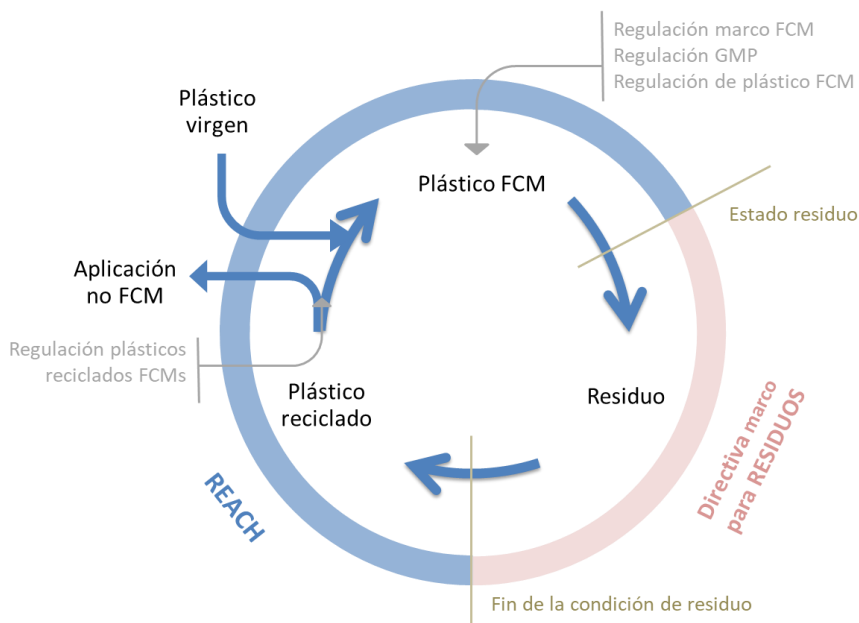 Regulación marco FCM
Regulación GMP
Regulación de plástico FCM
Plástico
virgen
Plástico FCM
Estado residuo
Aplicación
no FCM
Regulación plásticos
reciclados FCMs
Plástico
reciclado
Residuo
REACH
Directiva marco
para RESIDUOS
Fin de la condición de residuo